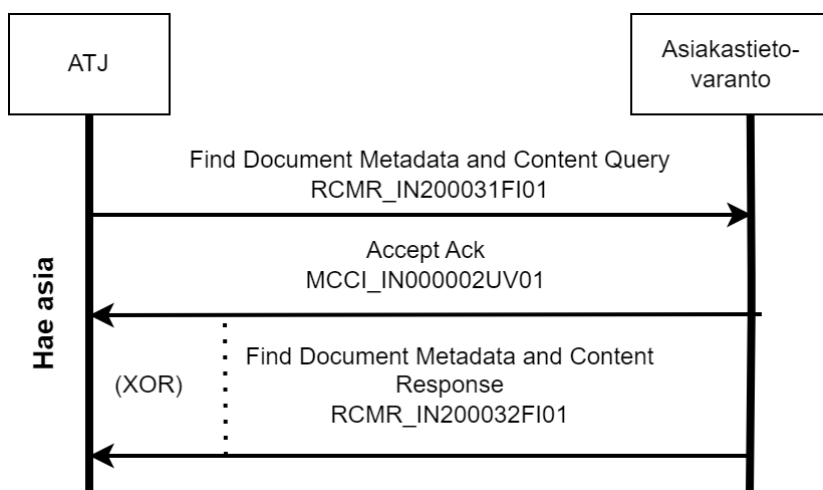 ATJ
Asiakastieto-
varanto
Find Document Metadata and Content Query
RCMR_IN200031FI01
Accept Ack
MCCI_IN000002UV01
Hae asia
(XOR)
Find Document Metadata and Content
Response
RCMR_IN200032FI01